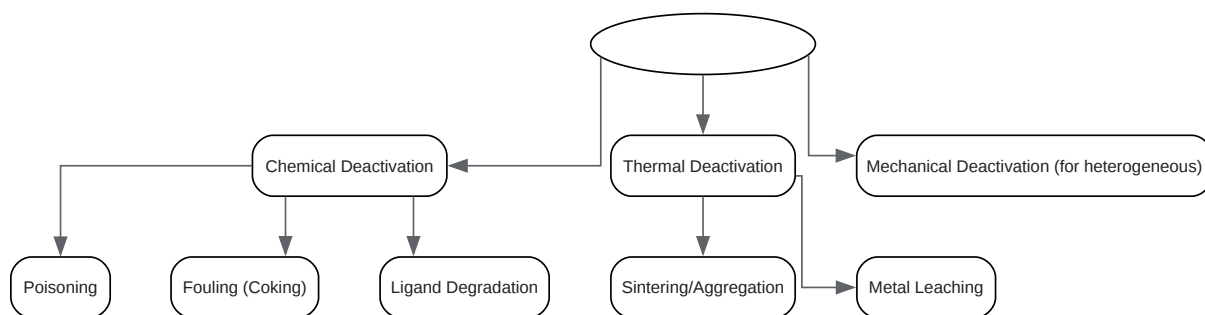 Chemical Deactivation
Thermal Deactivation
Mechanical Deactivation (for heterogeneous)
Poisoning
Fouling (Coking)
Ligand Degradation
Sintering/Aggregation
Metal Leaching